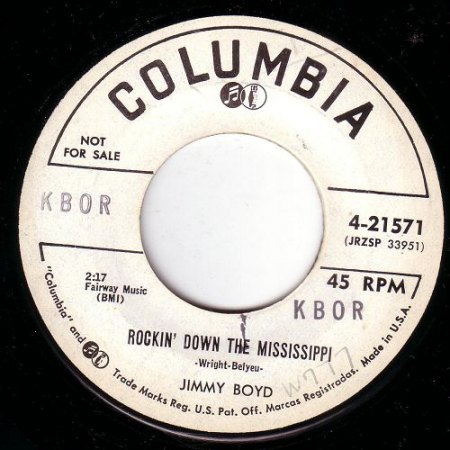 COLUMBIA
NOT
FOR SALE
KBOR
4-21571
(JRZSP 33951)
2:17
Fairway Music
(BMI)
45 RPM
KBOR
ROCKIN' DOWN THE MISSISSIPPI
-Wright-Belyeu-
JIMMY BOYD
W777
"Columbia" and Trade Marks Reg. U.S. Pat. Off. Marcas Registradas. Made in U.S.A.